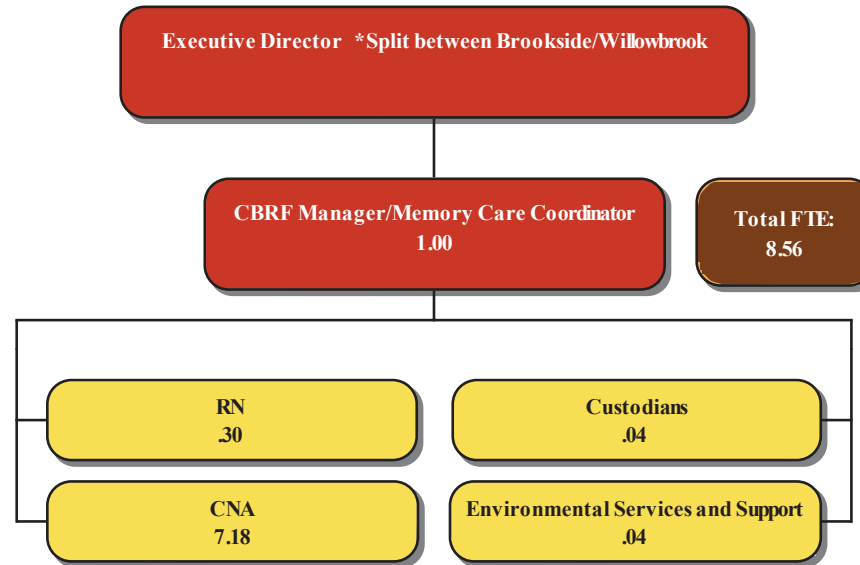 Executive Director *Split between Brookside/Willowbrook
CBRF Manager/Memory Care Coordinator
1.00
Total FTE:
8.56
RN
.30
Custodians
.04
CNA
7.18
Environmental Services and Support
.04